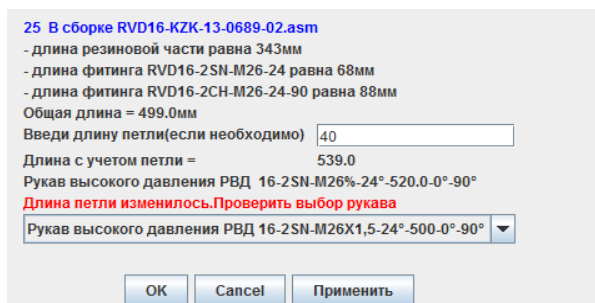 25 В сборке RVD16-KZK-13-0689-02.asm
- длина резиновой части равна 343мм
- длина фитинга RVD16-2SN-M26-24 равна 68мм
- длина фитинга RVD16-2CH-M26-24-90 равна 88мм
Общая длина = 499.0мм
Введи длину петли(если необходимо) 40
Длина с учетом петли = 539.0
Рукав высокого давления РВД 16-2SN-M26%-24°-520.0-0°-90°
Длина петли изменилось.Проверить выбор рукава
Рукав высокого давления РВД 16-2SN-M26X1,5-24°-500-0°-90°
OK Cancel Применить